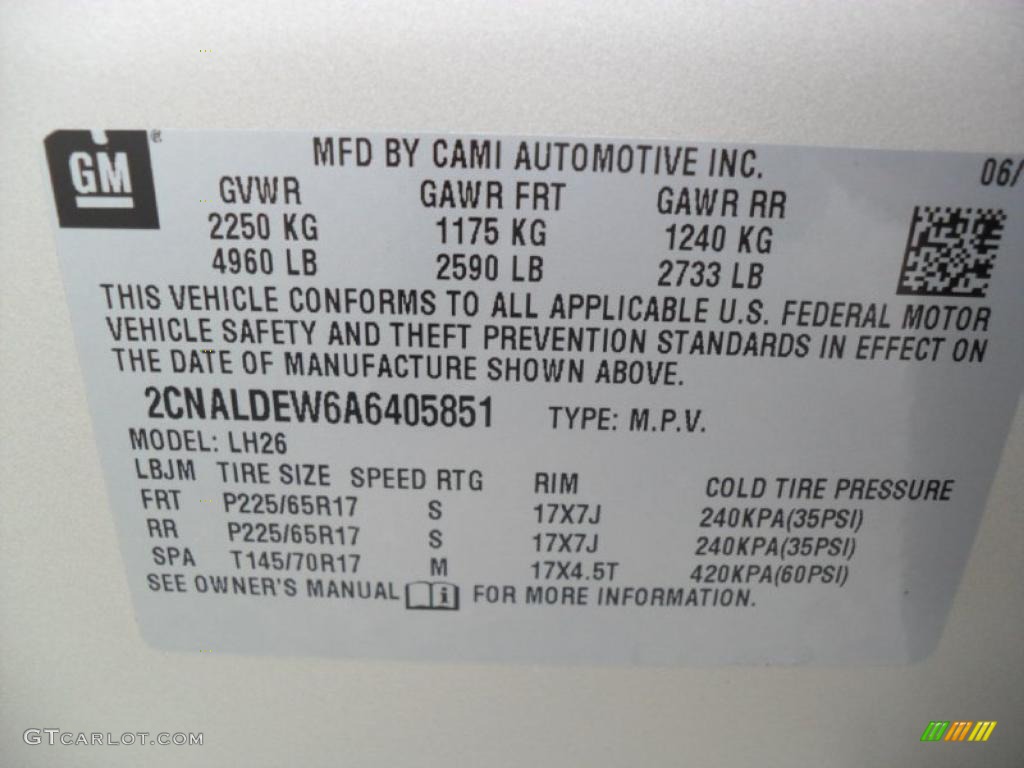 GM ®
MFD BY CAMI AUTOMOTIVE INC. 06/
GVWR GAWR FRT GAWR RR
2250 KG 1175 KG 1240 KG
4960 LB 2590 LB 2733 LB
THIS VEHICLE CONFORMS TO ALL APPLICABLE U.S. FEDERAL MOTOR
VEHICLE SAFETY AND THEFT PREVENTION STANDARDS IN EFFECT ON
THE DATE OF MANUFACTURE SHOWN ABOVE.
2CNALDEW6A6405851 TYPE: M.P.V.
MODEL: LH26
LBJM TIRE SIZE SPEED RTG RIM COLD TIRE PRESSURE
FRT P225/65R17 S 17X7J 240KPA(35PSI)
RR P225/65R17 S 17X7J 240KPA(35PSI)
SPA T145/70R17 M 17X4.5T 420KPA(60PSI)
SEE OWNER'S MANUAL i FOR MORE INFORMATION.
GTCARLOT.COM